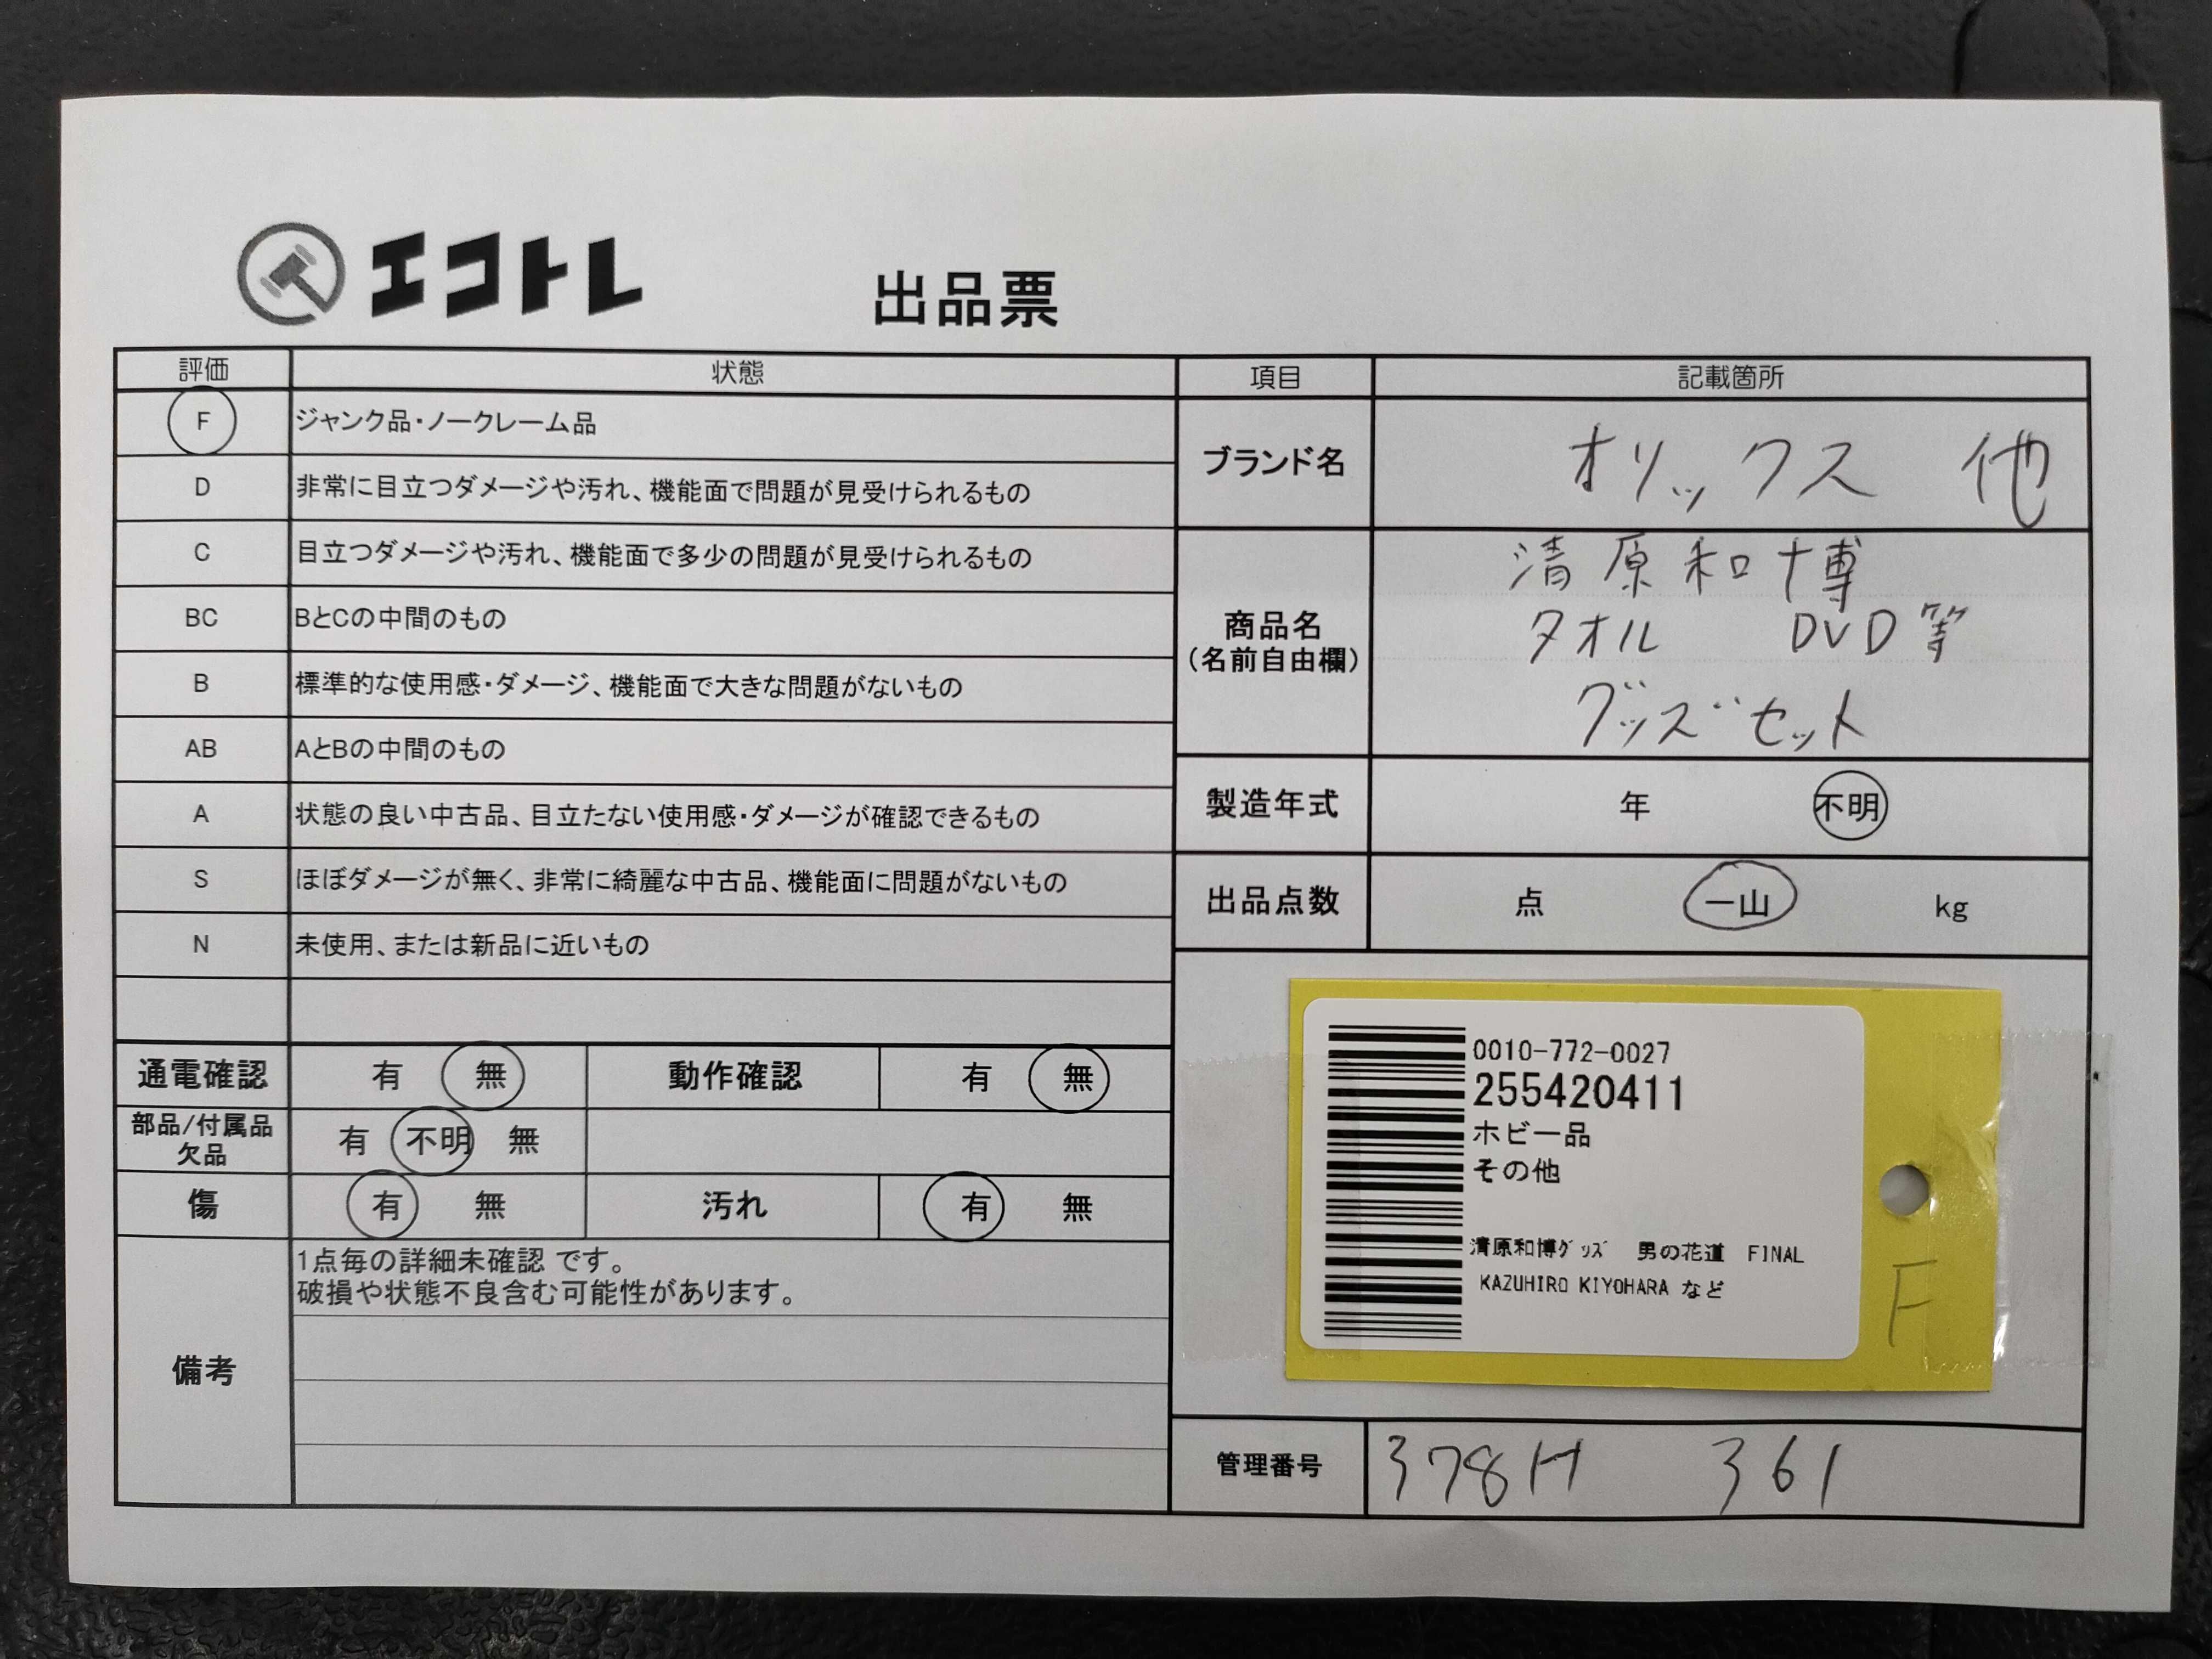 エコトレ
出品票
評価 状態
F ジャンク品・ノークレーム品
D 非常に目立つダメージや汚れ、機能面で問題が見受けられるもの
C 目立つダメージや汚れ、機能面で多少の問題が見受けられるもの
BC BとCの中間のもの
B 標準的な使用感・ダメージ、機能面で大きな問題がないもの
AB AとBの中間のもの
A 状態の良い中古品、目立たない使用感・ダメージが確認できるもの
S ほぼダメージが無く、非常に綺麗な中古品、機能面に問題がないもの
N 未使用、または新品に近いもの
通電確認 有 無 動作確認 有 無
部品/付属品
欠品 有 不明 無
傷 有 無 汚れ 有 無
備考
1点毎の詳細未確認 です。
破損や状態不良含む可能性があります。
項目 記載箇所
ブランド名 オリックス 他
商品名
(名前自由欄)
清原和博
タオル DVD等
グッズセット
製造年式 年 不明
出品点数 点 一山 kg
0010-772-0027
255420411
ホビー品
その他
清原和博ｸﾞｯｽﾞ 男の花道 FINAL
KAZUHIRO KIYOHARA など
F
管理番号 378H 361